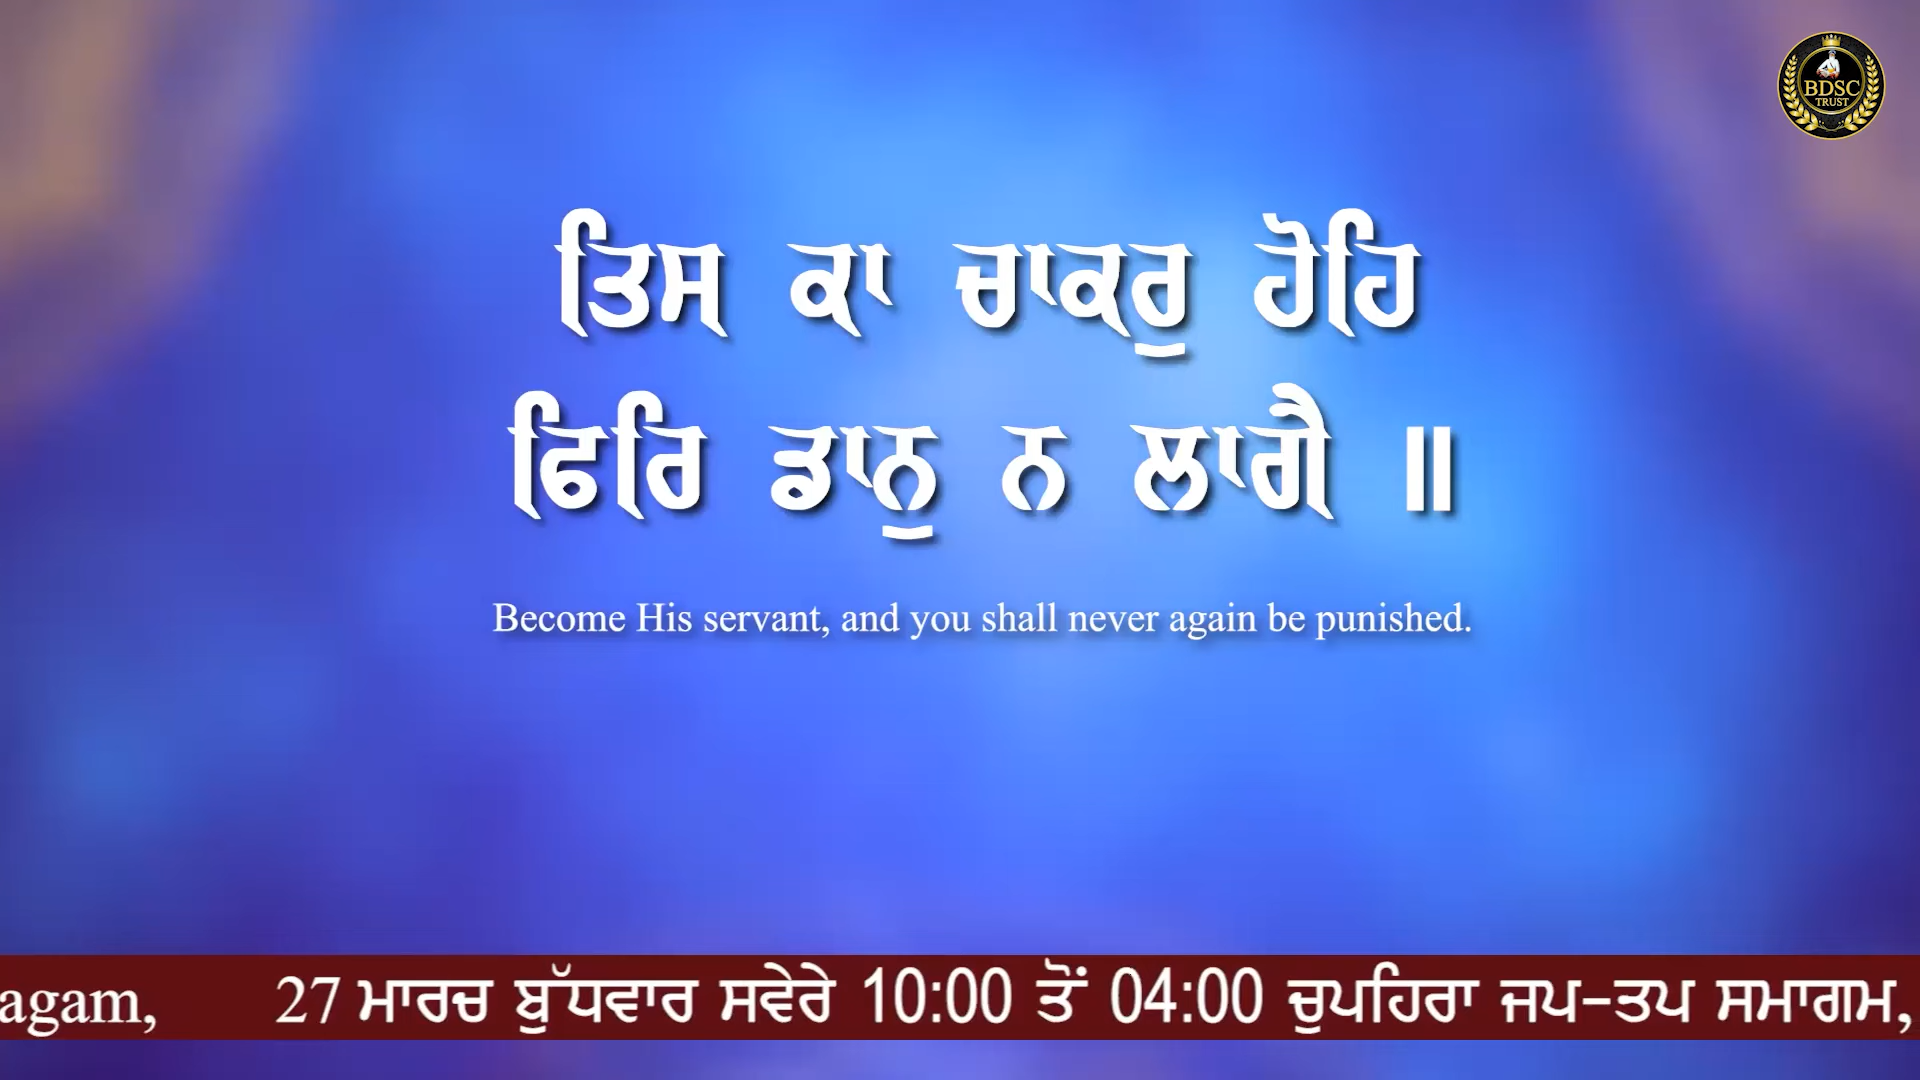 BDSC
TRUST
ਤਿਸ ਕਾ ਚਾਕਰੁ ਹੋਹਿ
ਫਿਰਿ ਡਾਨੁ ਨ ਲਾਗੈ ॥
Become His servant, and you shall never again be punished.
agam, 27 ਮਾਰਚ ਬੁੱਧਵਾਰ ਸਵੇਰੇ 10:00 ਤੋਂ 04:00 ਚੁਪਹਿਰਾ ਜਪ-ਤਪ ਸਮਾਗਮ,